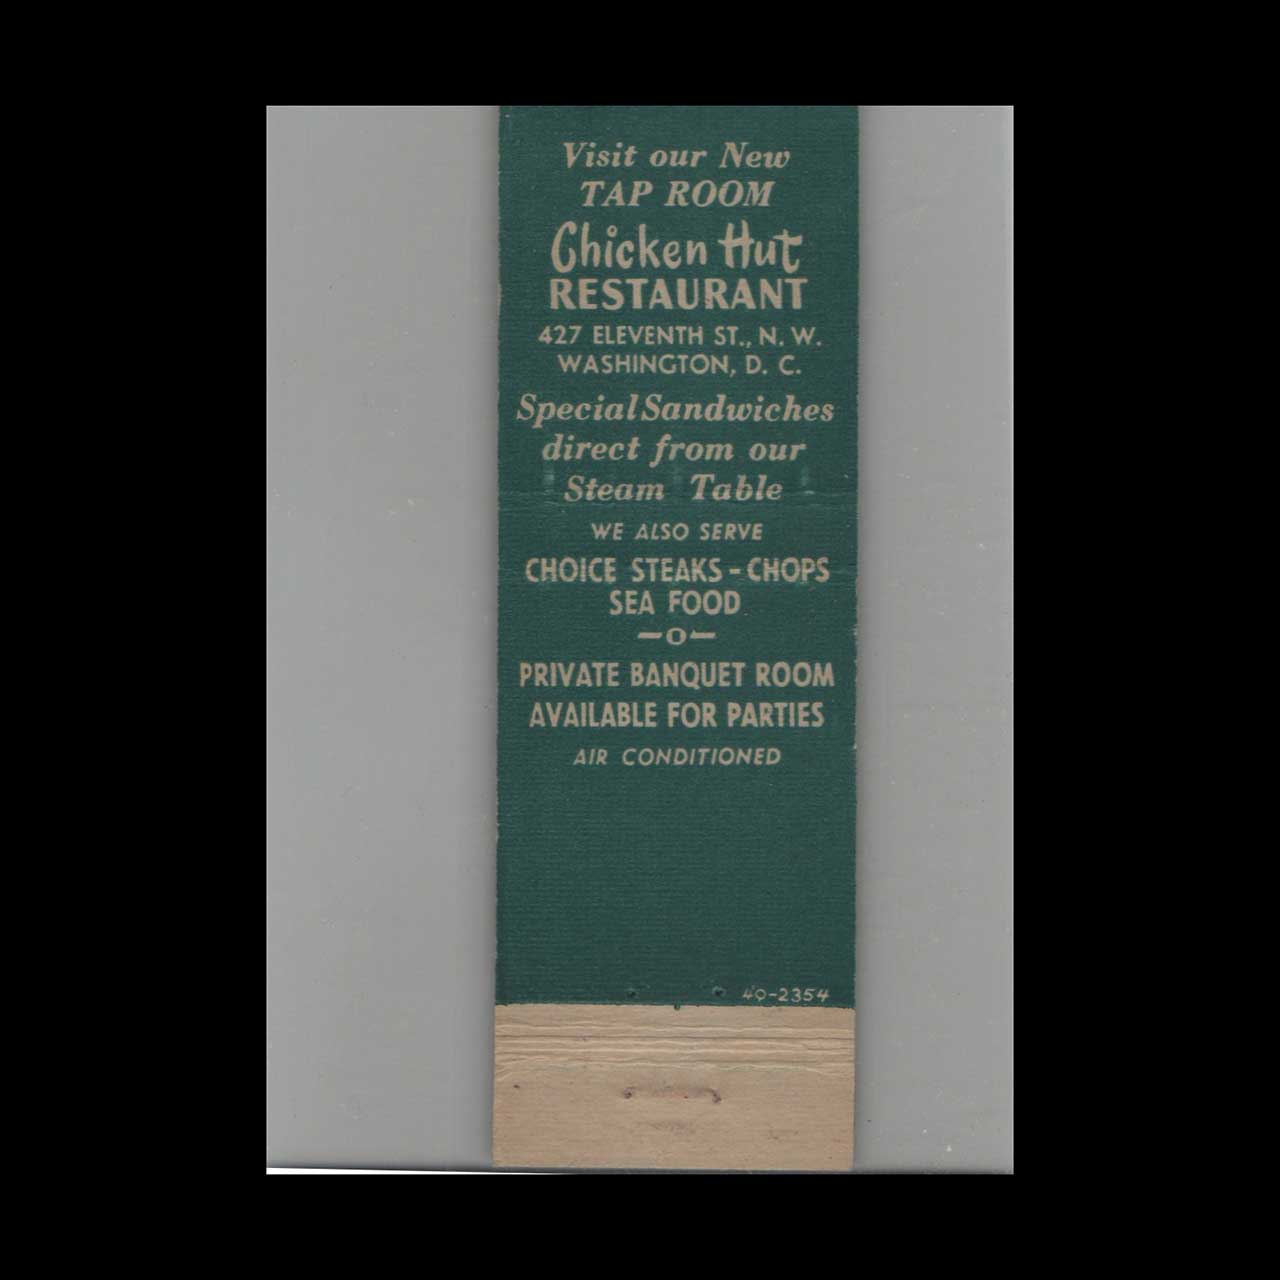 Visit our New
TAP ROOM
Chicken Hut
RESTAURANT
427 ELEVENTH ST., N. W.
WASHINGTON, D. C.
Special Sandwiches
direct from our
Steam Table
WE ALSO SERVE
CHOICE STEAKS - CHOPS
SEA FOOD
—O—
PRIVATE BANQUET ROOM
AVAILABLE FOR PARTIES
AIR CONDITIONED
40-2354